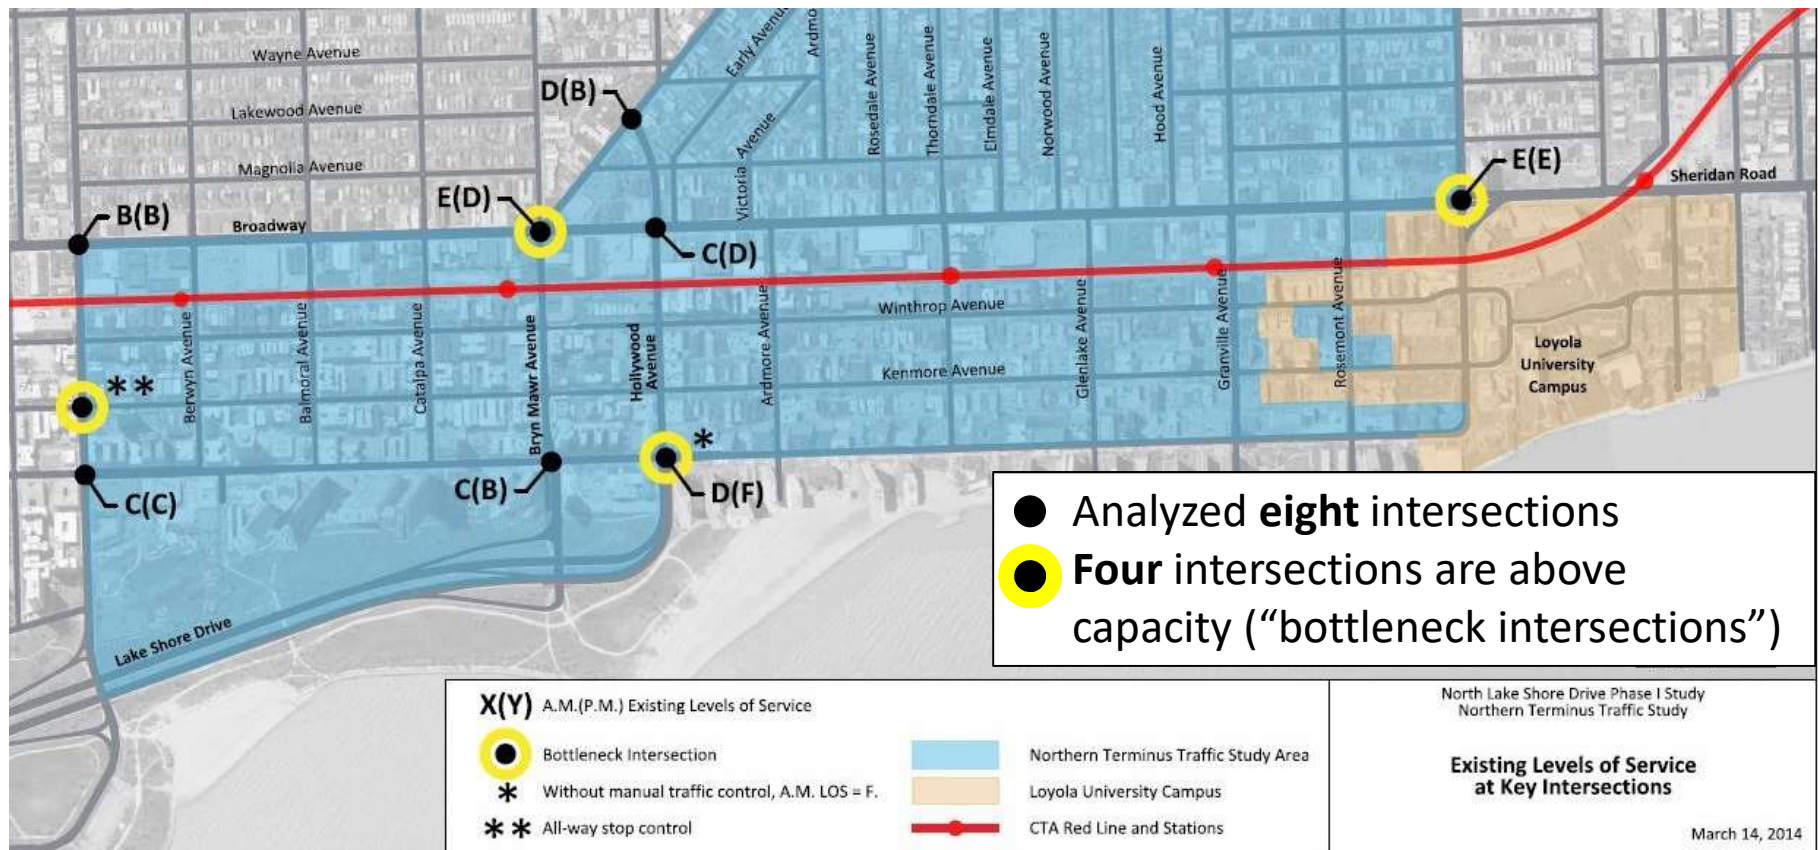 Wayne Avenue
Lakewood Avenue
Magnolia Avenue
Early Avenue
Ardmo
Victoria Avenue
Rosedale Avenue
Thorndale Avenue
Elmdale Avenue
Norwood Avenue
Hood Avenue
D(B)
E(D)
B(B)
Broadway
C(D)
E(E)
Sheridan Road
Berwyn Avenue
Balmoral Avenue
Catalpa Avenue
Bryn Mawr Avenue
Hollywood
Avenue
Ardmore Avenue
Winthrop Avenue
Kenmore Avenue
Glenlake Avenue
Granville Avenue
Rosemont Avenue
Loyola
University
Campus
**
*
C(C)
C(B)
D(F)
Lake Shore Drive
Analyzed eight intersections
Four intersections are above
capacity (“bottleneck intersections”)
X(Y) A.M.(P.M.) Existing Levels of Service
Bottleneck Intersection
* Without manual traffic control, A.M. LOS = F.
** All-way stop control
Northern Terminus Traffic Study Area
Loyola University Campus
CTA Red Line and Stations
North Lake Shore Drive Phase I Study
Northern Terminus Traffic Study
Existing Levels of Service
at Key Intersections
March 14, 2014